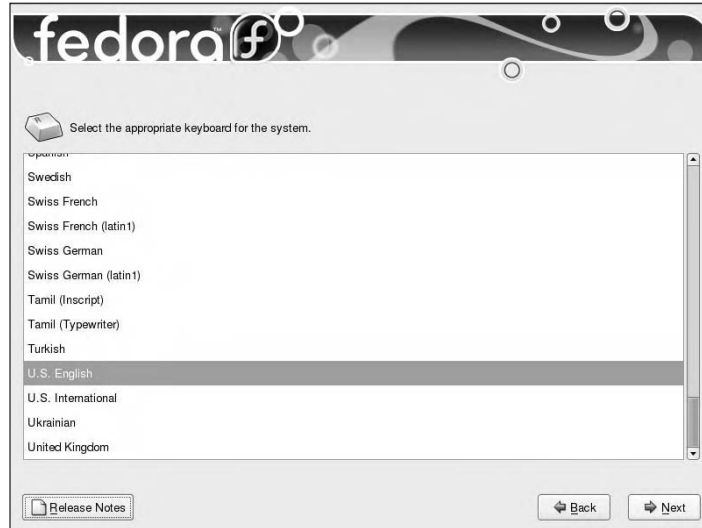 fedora
Select the appropriate keyboard for the system.
Spanish
Swedish
Swiss French
Swiss French (latin1)
Swiss German
Swiss German (latin1)
Tamil (Inscript)
Tamil (Typewriter)
Turkish
U.S. English
U.S. International
Ukrainian
United Kingdom
Release Notes
Back
Next